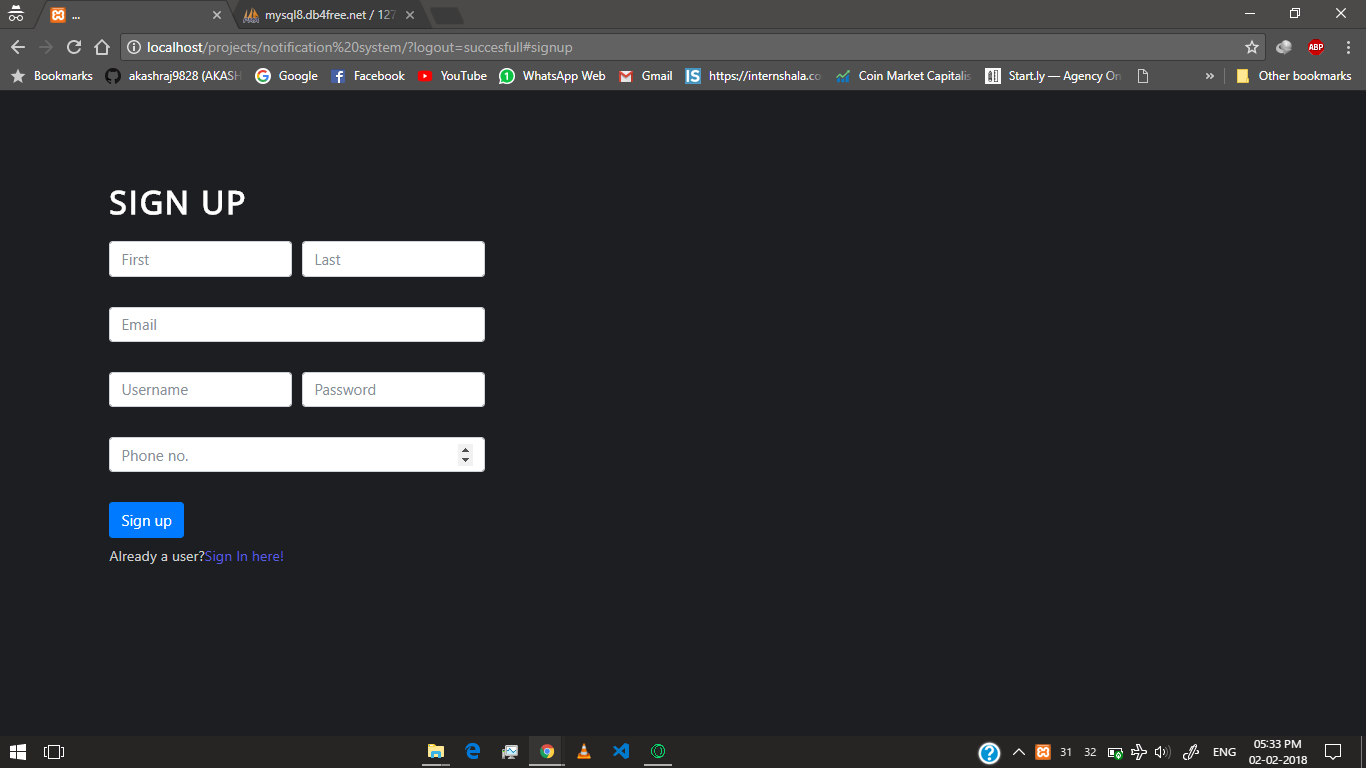 ...
mysql8.db4free.net / 127
localhost/projects/notification%20system/?logout=succesfull#signup
ABP
Bookmarks akashraj9828 (AKASH Google Facebook YouTube WhatsApp Web Gmail IS https://internshala.co Coin Market Capitalis Start.ly — Agency On » Other bookmarks
SIGN UP
First Last
Email
Username Password
Phone no.
Sign up
Already a user?Sign In here!
31 32 ENG 05:33 PM
02-02-2018